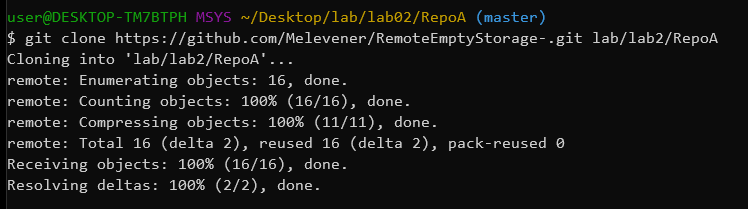 user@DESKTOP-TM7BTPH MSYS ~/Desktop/lab/lab02/RepoA (master)
$ git clone https://github.com/Melevener/RemoteEmptyStorage-.git lab/lab2/RepoA
Cloning into 'lab/lab2/RepoA'...
remote: Enumerating objects: 16, done.
remote: Counting objects: 100% (16/16), done.
remote: Compressing objects: 100% (11/11), done.
remote: Total 16 (delta 2), reused 16 (delta 2), pack-reused 0
Receiving objects: 100% (16/16), done.
Resolving deltas: 100% (2/2), done.